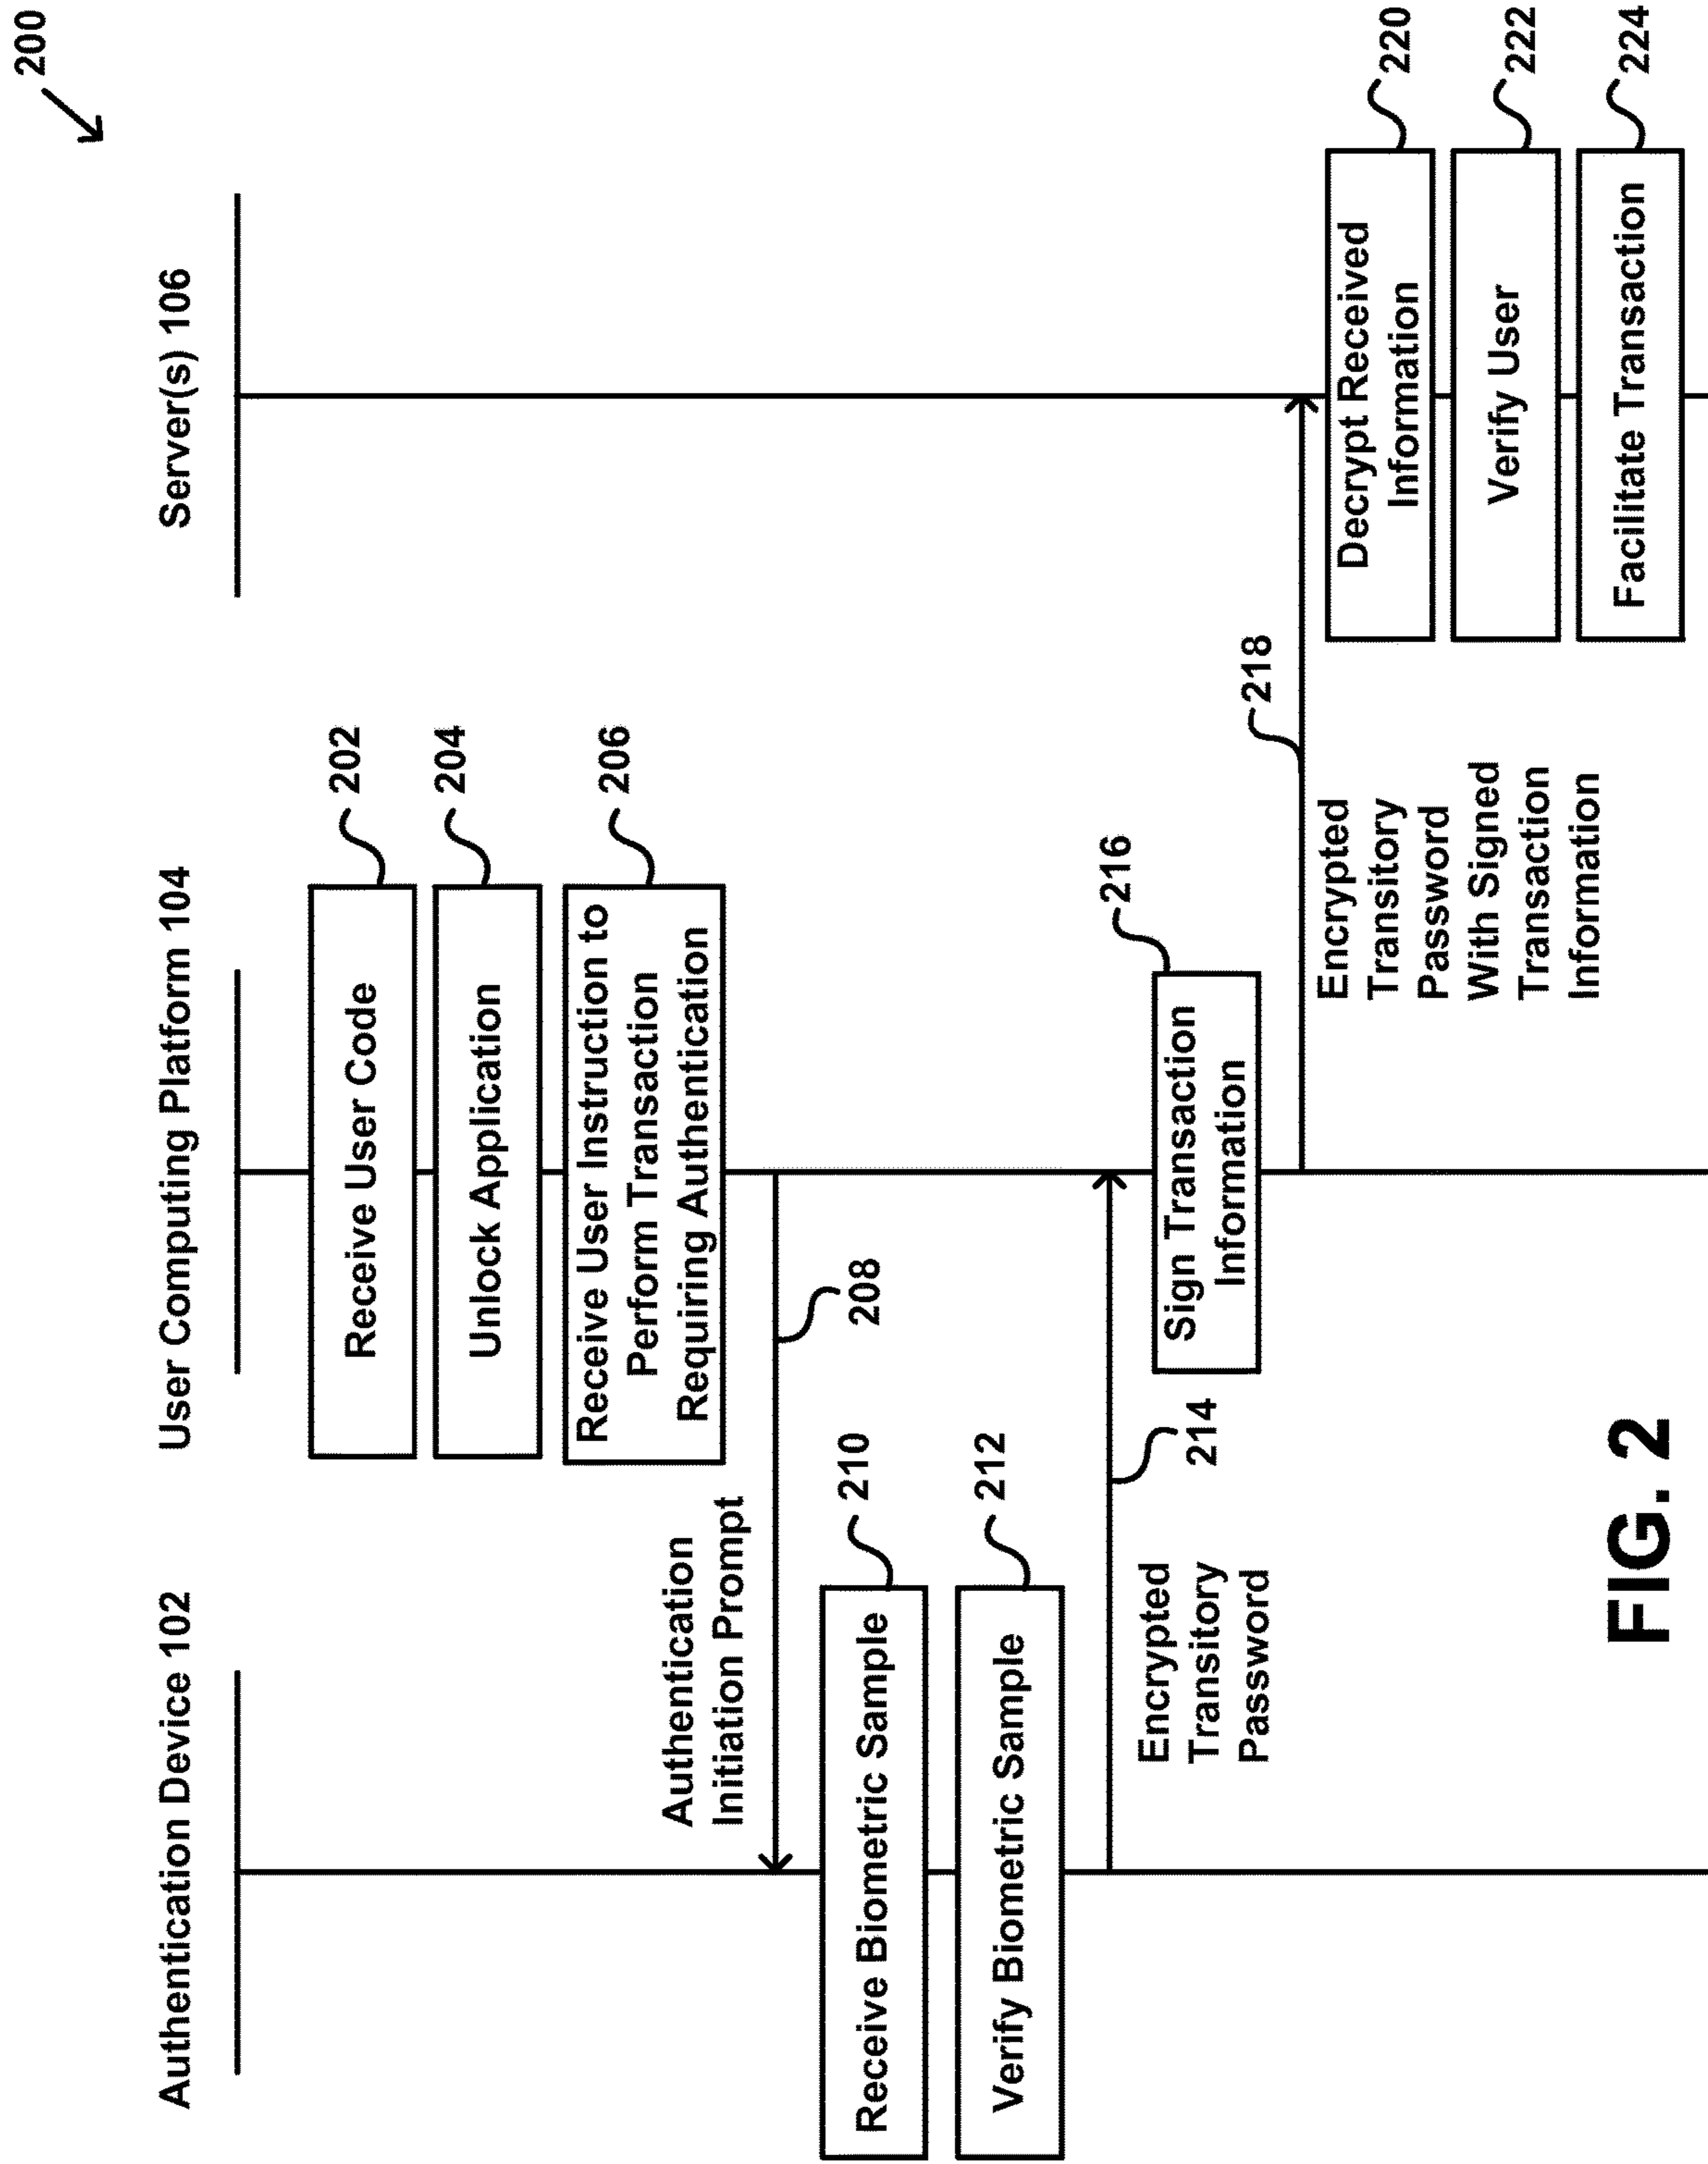 200
Authentication Device 102
User Computing Platform 104
Server(s) 106
Receive User Code
202
Unlock Application
204
Receive User Instruction to
Perform Transaction
Requiring Authentication
206
Authentication
Initiation Prompt
208
Receive Biometric Sample
210
Verify Biometric Sample
212
Encrypted
Transitory
Password
214
Sign Transaction
Information
216
218
Encrypted
Transitory
Password
With Signed
Transaction
Information
Decrypt Received
Information
220
Verify User
222
Facilitate Transaction
224
FIG. 2